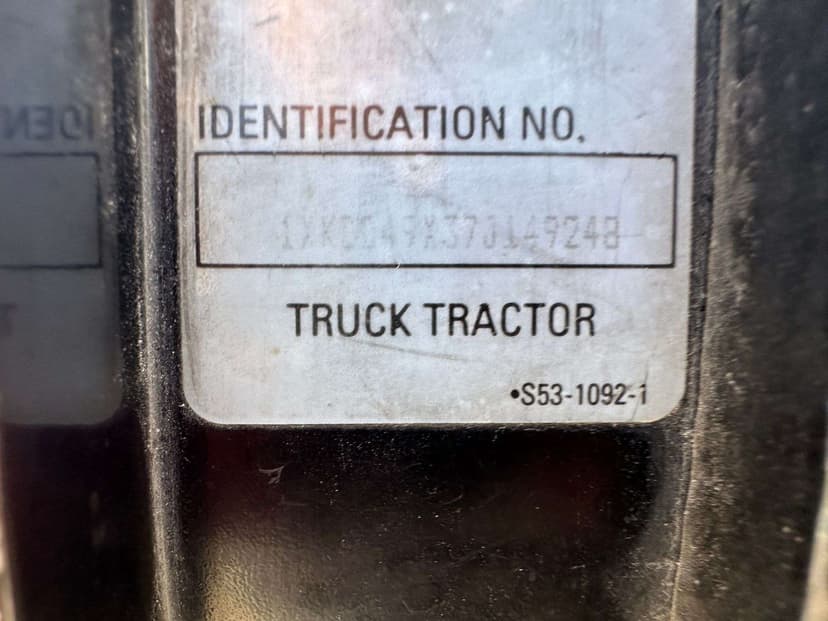 IDENTIFICATION NO.
1XKDD49X37J149248
TRUCK TRACTOR
•S53-1092-1